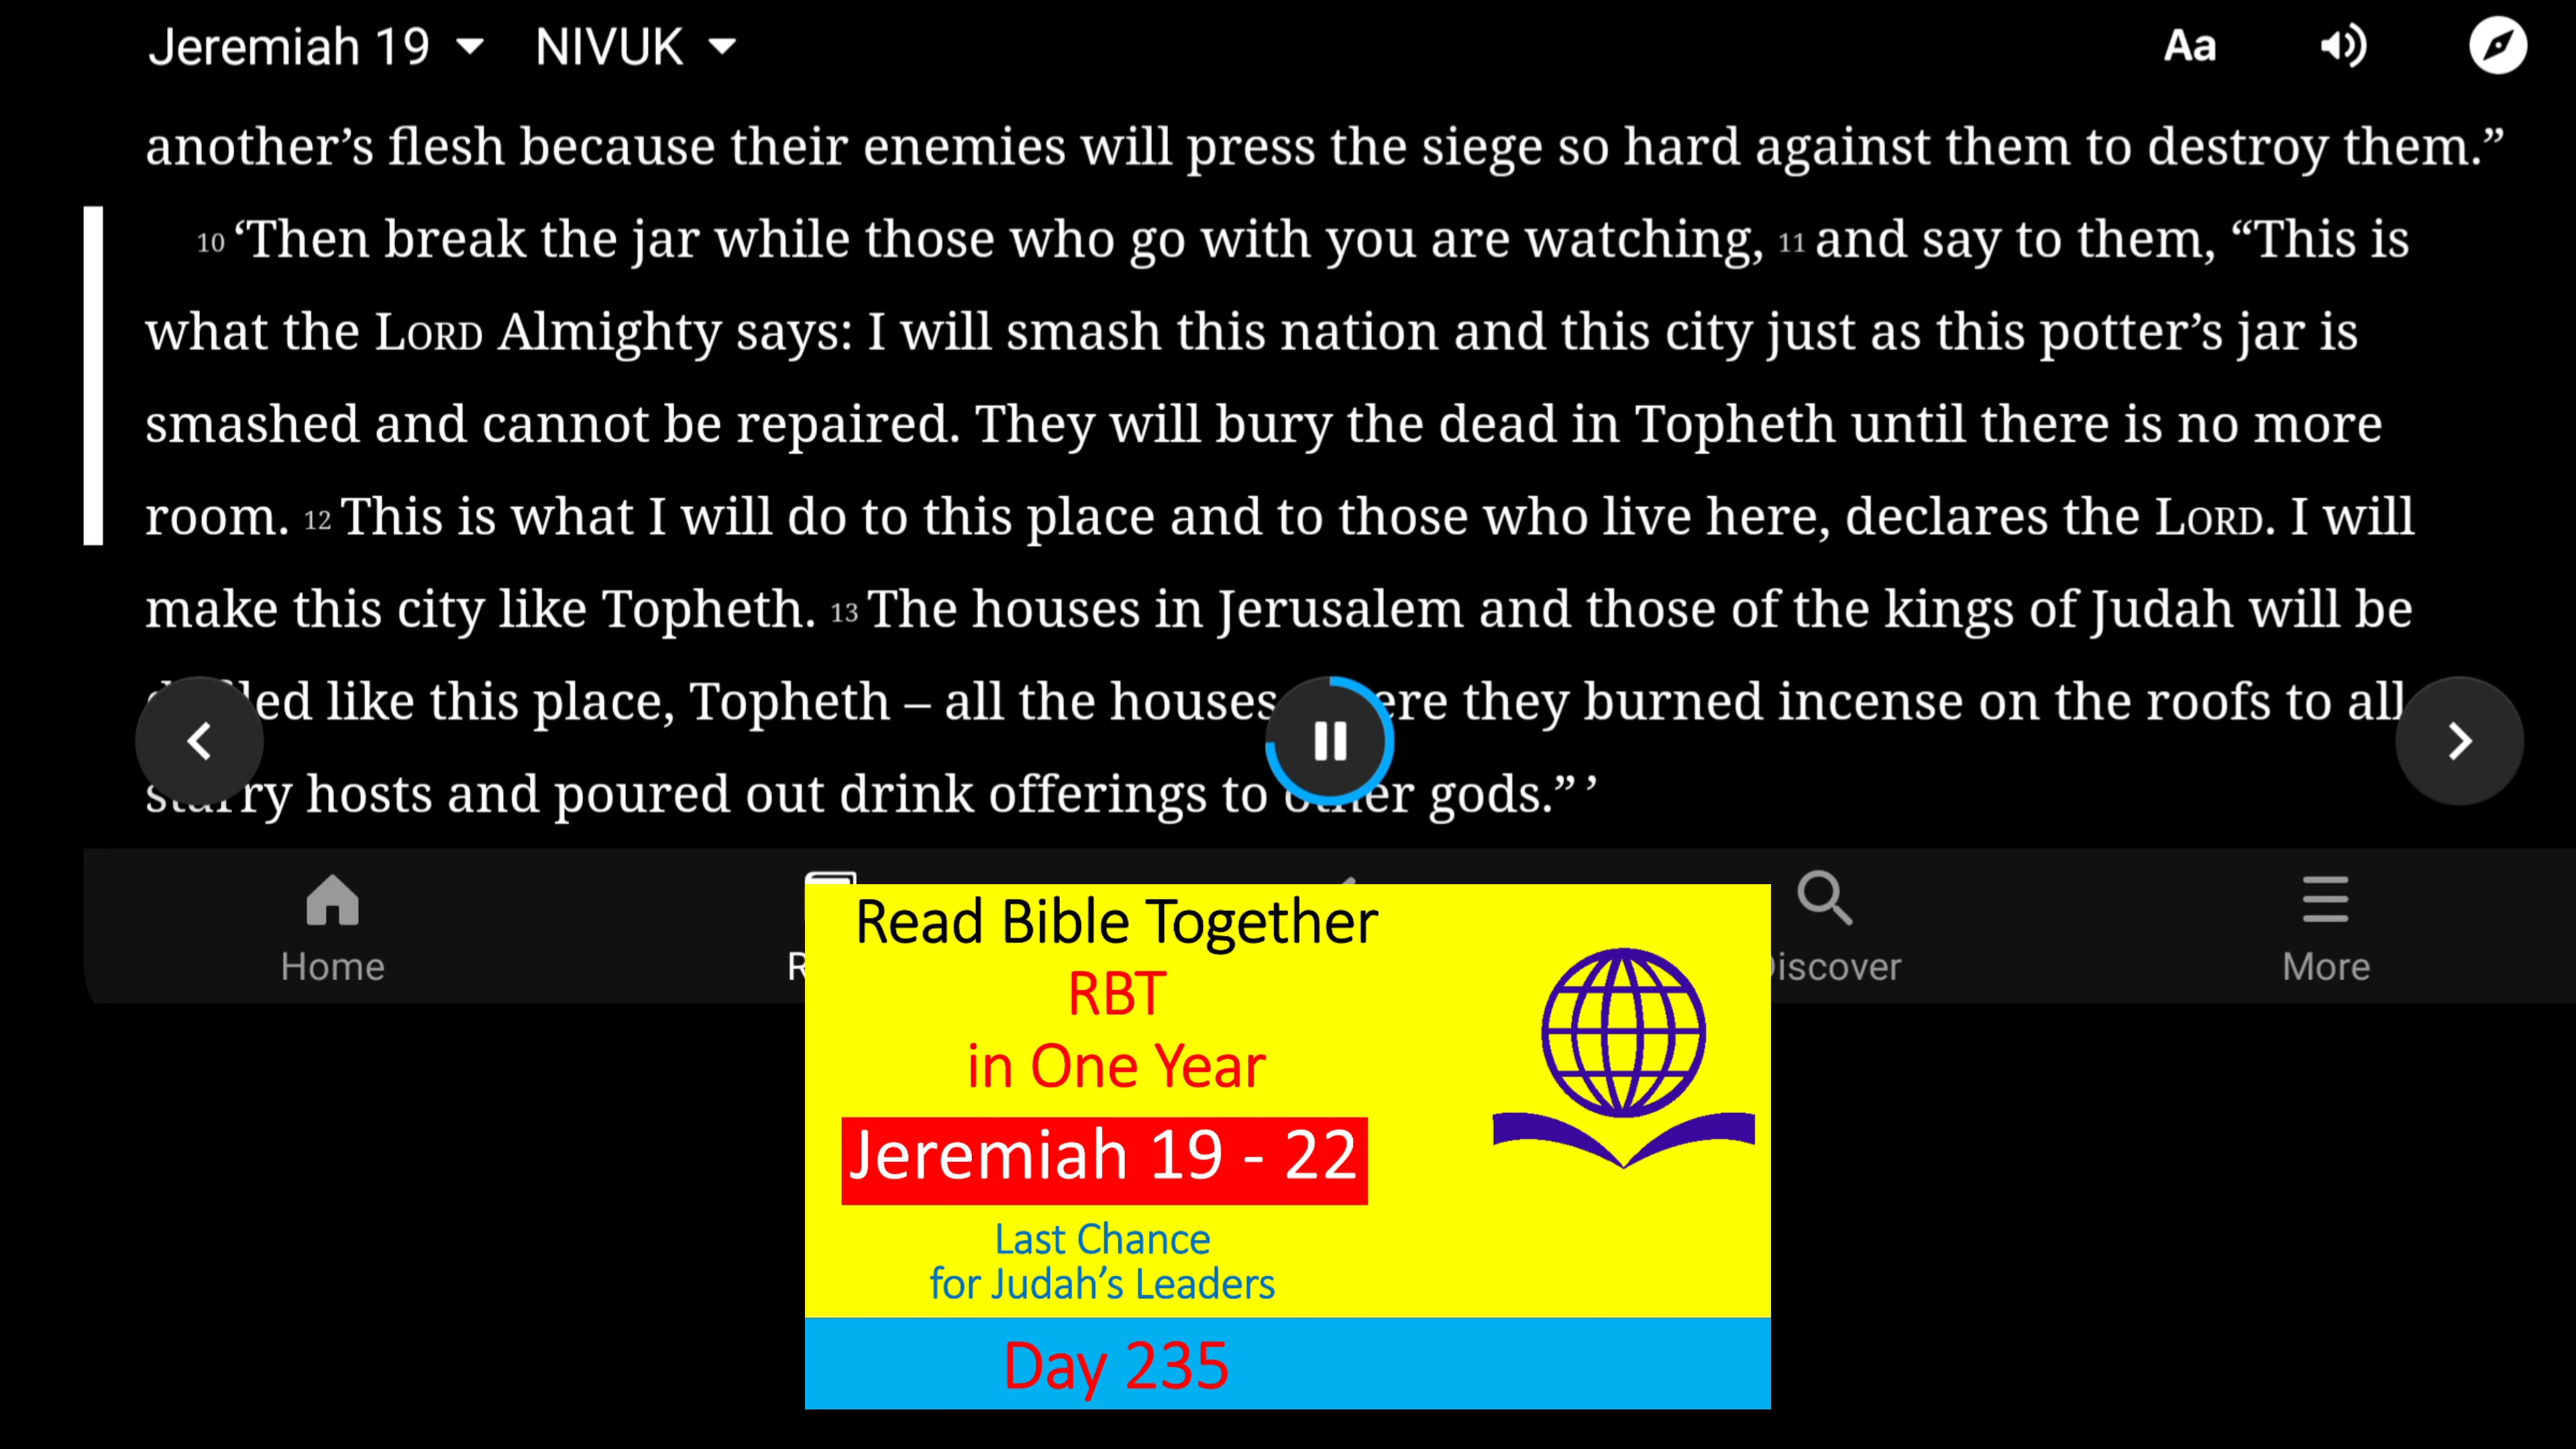 Jeremiah 19 NIVUK Aa
another’s flesh because their enemies will press the siege so hard against them to destroy them.”
10 ‘Then break the jar while those who go with you are watching, 11 and say to them, “This is
what the LORD Almighty says: I will smash this nation and this city just as this potter’s jar is
smashed and cannot be repaired. They will bury the dead in Topheth until there is no more
room. 12 This is what I will do to this place and to those who live here, declares the LORD. I will
make this city like Topheth. 13 The houses in Jerusalem and those of the kings of Judah will be
like this place, Topheth – all the houses they burned incense on the roofs to all
hosts and poured out drink offerings to gods.” ’
Home
Discover
More
Read Bible Together
RBT
in One Year
Jeremiah 19 - 22
Last Chance
for Judah’s Leaders
Day 235